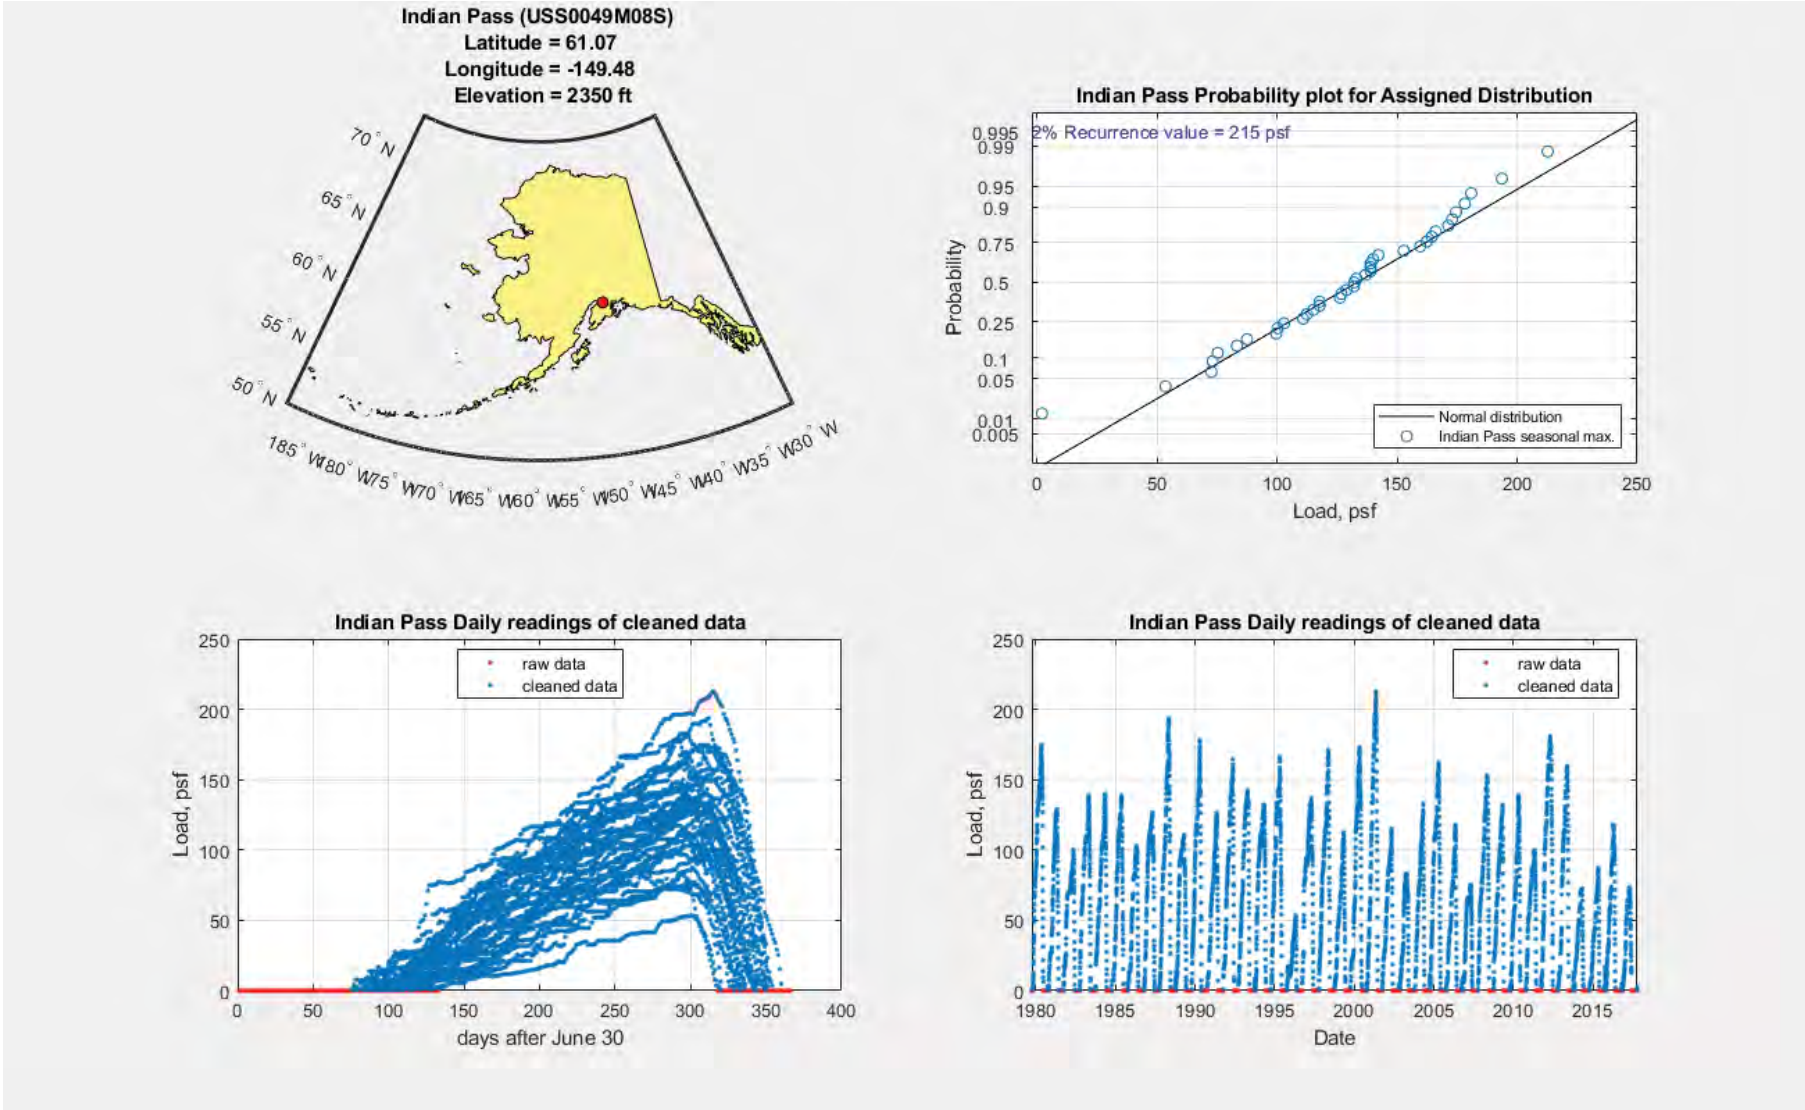 Indian Pass (USS0049M08S)
Latitude = 61.07
Longitude = -149.48
Elevation = 2350 ft
70° N
65° N
60° N
55° N
50° N
185° W
180° W
175° W
170° W
165° W
160° W
155° W
150° W
145° W
140° W
135° W
130° W
Indian Pass Probability plot for Assigned Distribution
2% Recurrence value = 215 psf
0.995
0.99
0.95
0.9
0.75
0.5
0.25
0.1
0.05
0.01
0.005
Probability
Normal distribution
Indian Pass seasonal max.
0 50 100 150 200 250
Load, psf
Indian Pass Daily readings of cleaned data
250
200
150
100
50
0
Load, psf
raw data
cleaned data
0 50 100 150 200 250 300 350 400
days after June 30
Indian Pass Daily readings of cleaned data
250
200
150
100
50
0
Load, psf
raw data
cleaned data
1980 1985 1990 1995 2000 2005 2010 2015
Date